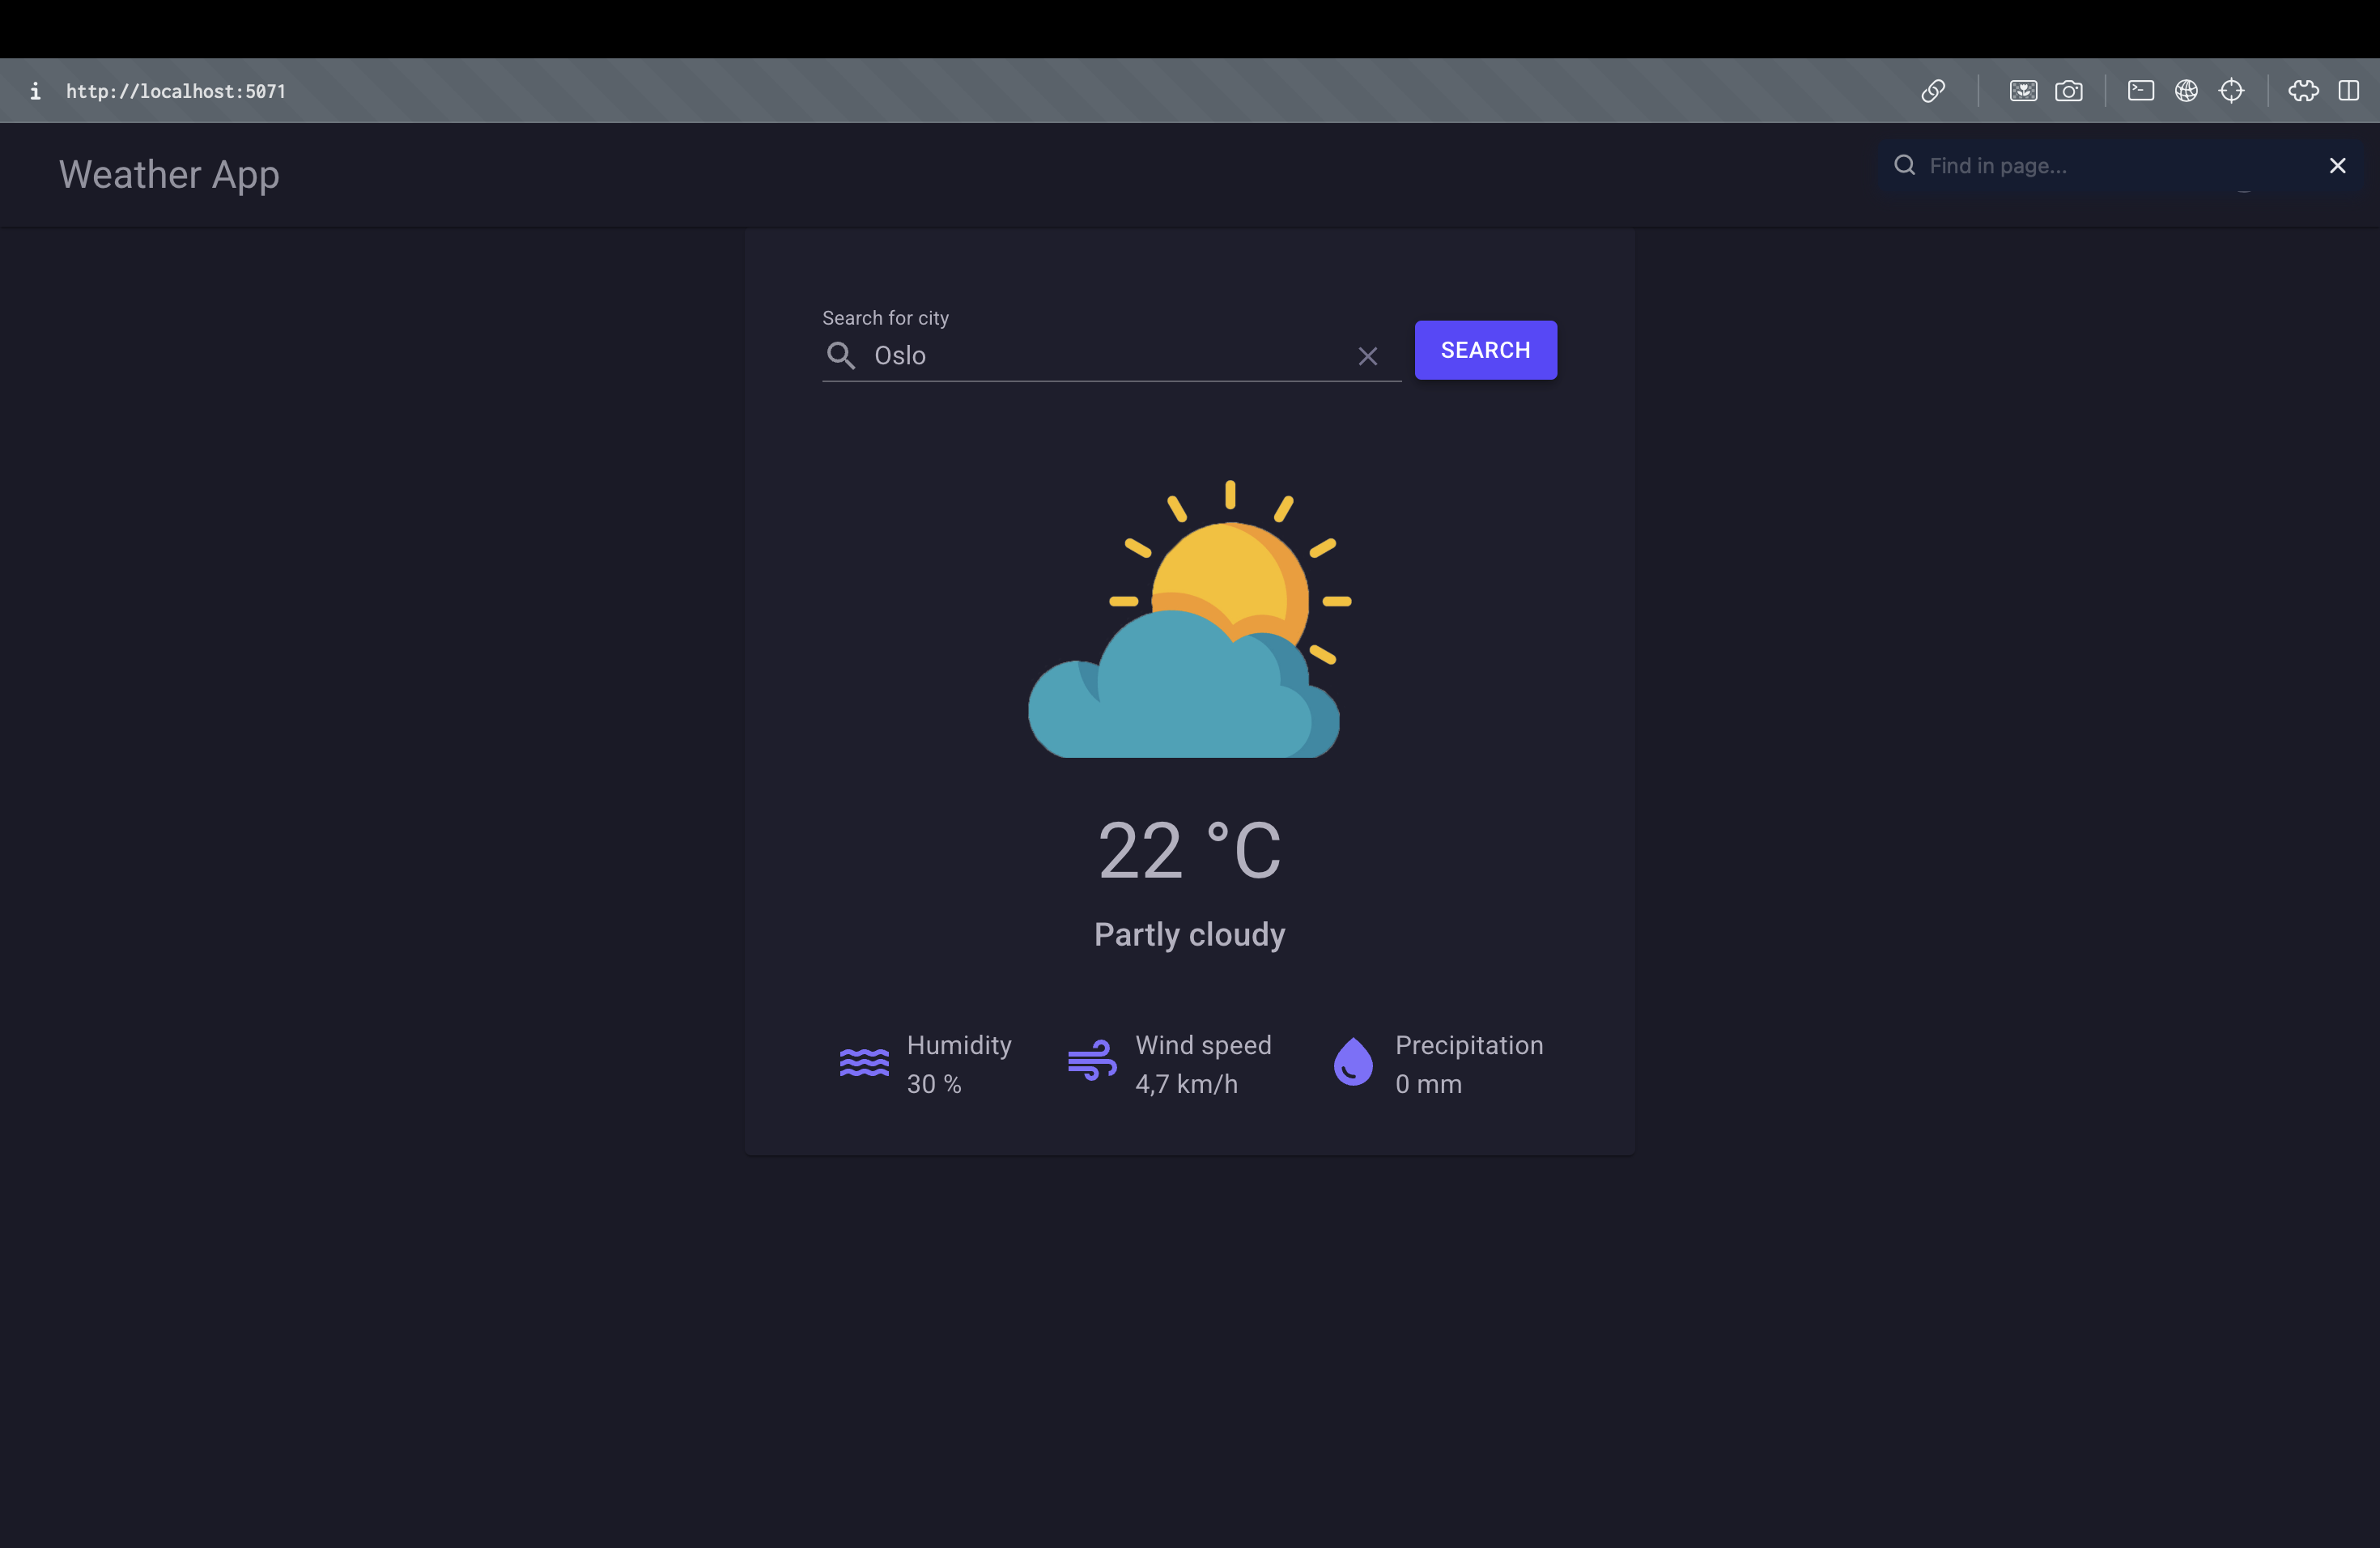 http://localhost:5071
Weather App
Find in page...
Search for city
Oslo
SEARCH
22 °C
Partly cloudy
Humidity
30 %
Wind speed
4,7 km/h
Precipitation
0 mm